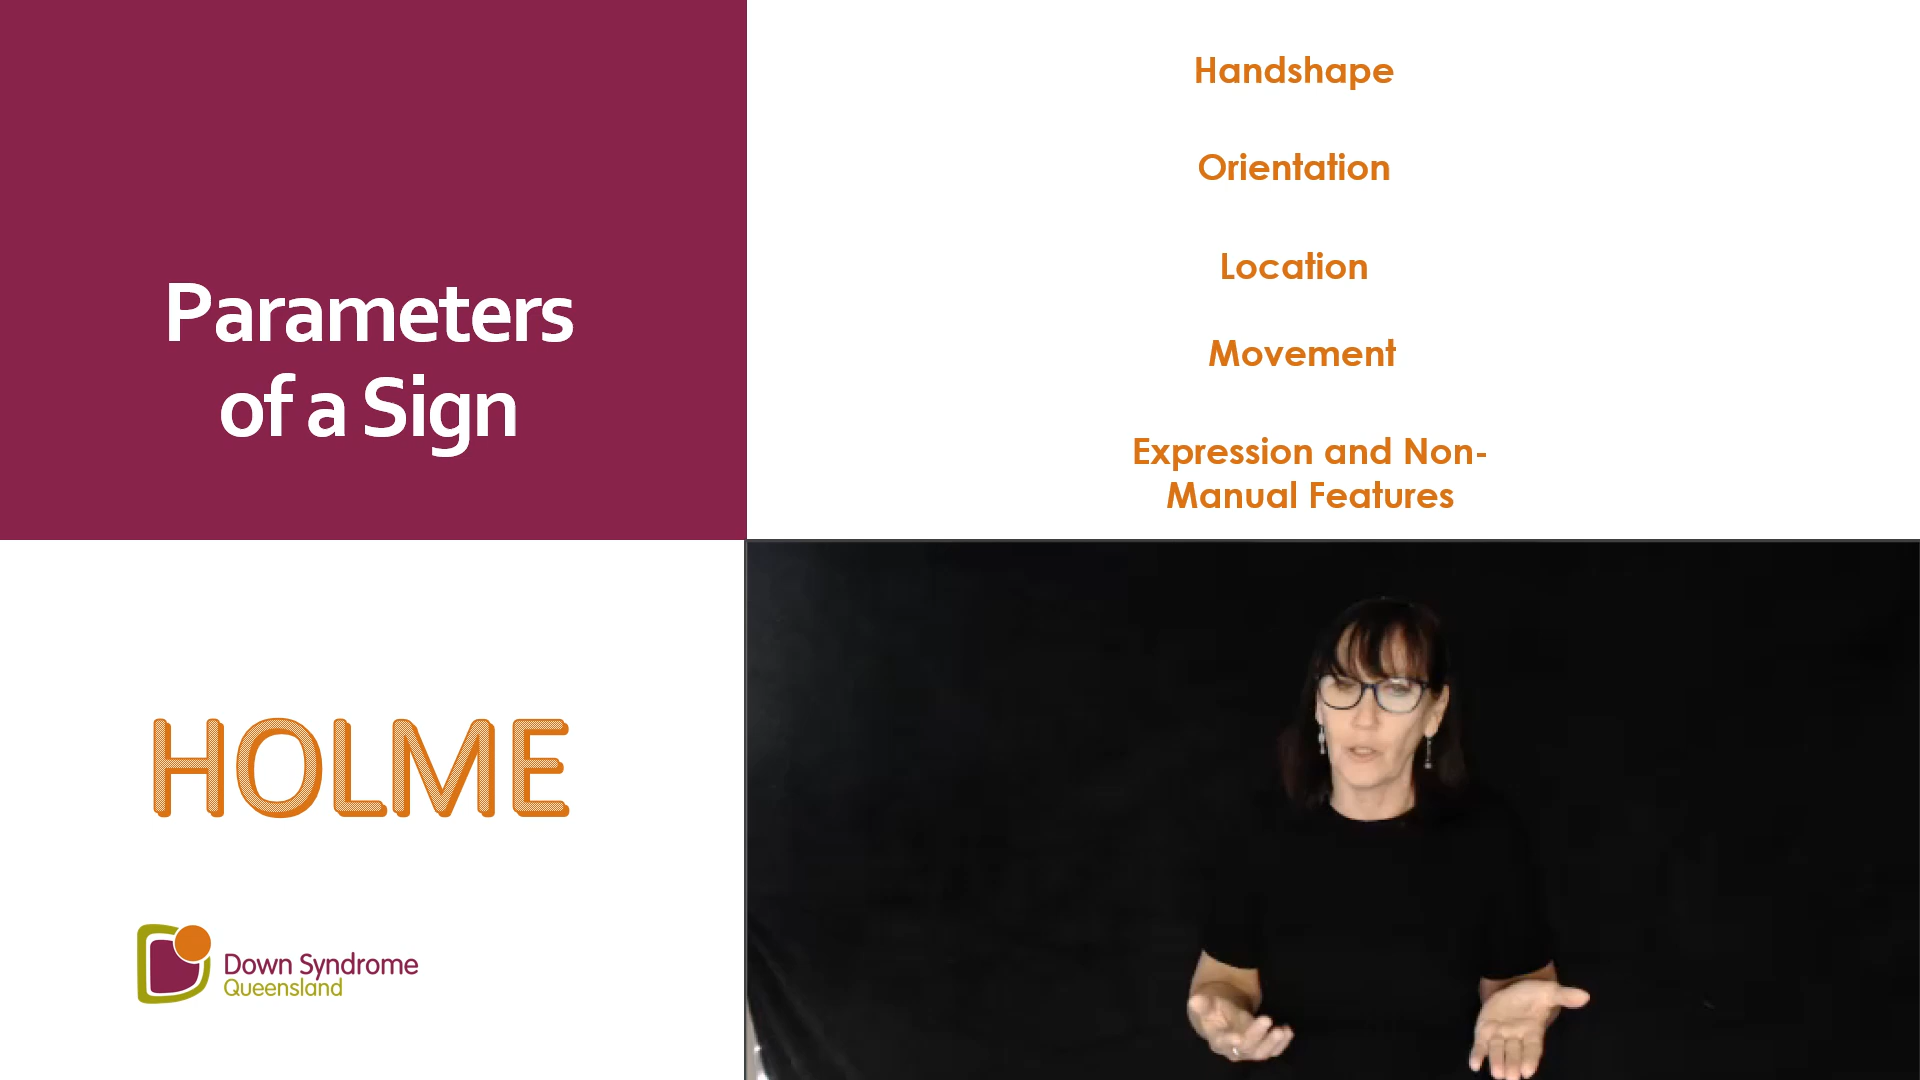 Parameters
of a Sign
Handshape
Orientation
Location
Movement
Expression and Non-
Manual Features
HOLME
Down Syndrome
Queensland